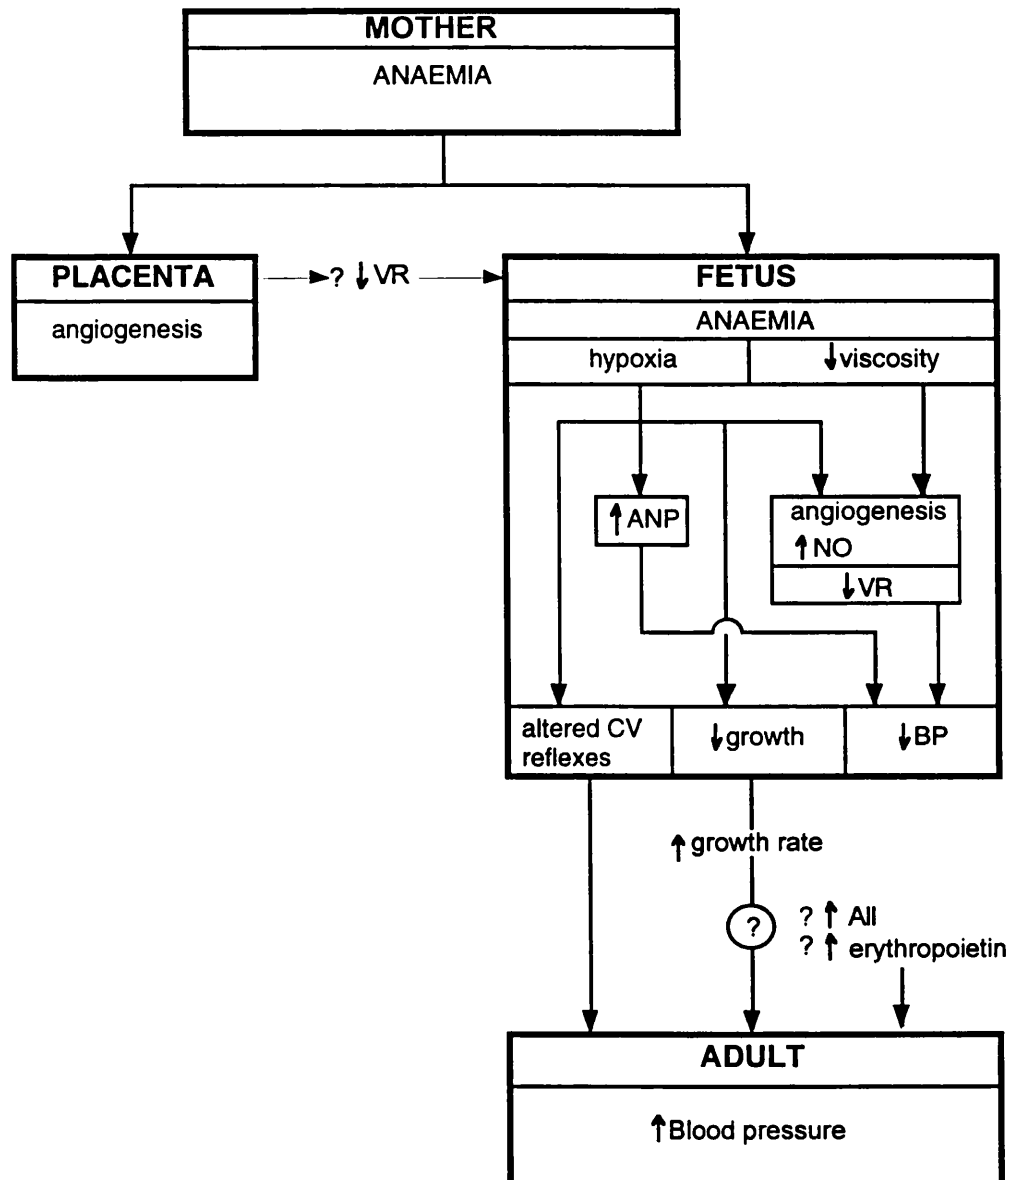 MOTHER
ANAEMIA
PLACENTA
angiogenesis
? ↓ VR
FETUS
ANAEMIA
hypoxia
↓ viscosity
↑ ANP
angiogenesis
↑ NO
↓ VR
altered CV
reflexes
↓ growth
↓ BP
↑ growth rate
?
? ↑ AII
? ↑ erythropoietin
ADULT
↑ Blood pressure